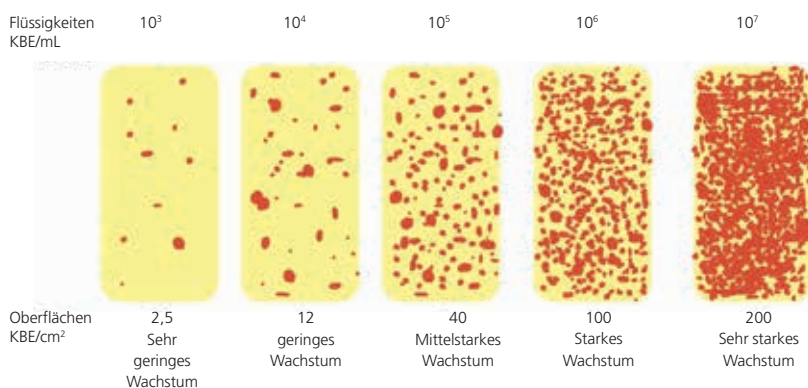 Flüssigkeiten 10³ 10⁴ 10⁵ 10⁶ 10⁷
KBE/mL
Oberflächen 2,5 12 40 100 200
KBE/cm² Sehr geringes Mittelstarkes Starkes Sehr starkes
geringes Wachstum Wachstum Wachstum Wachstum
Wachstum